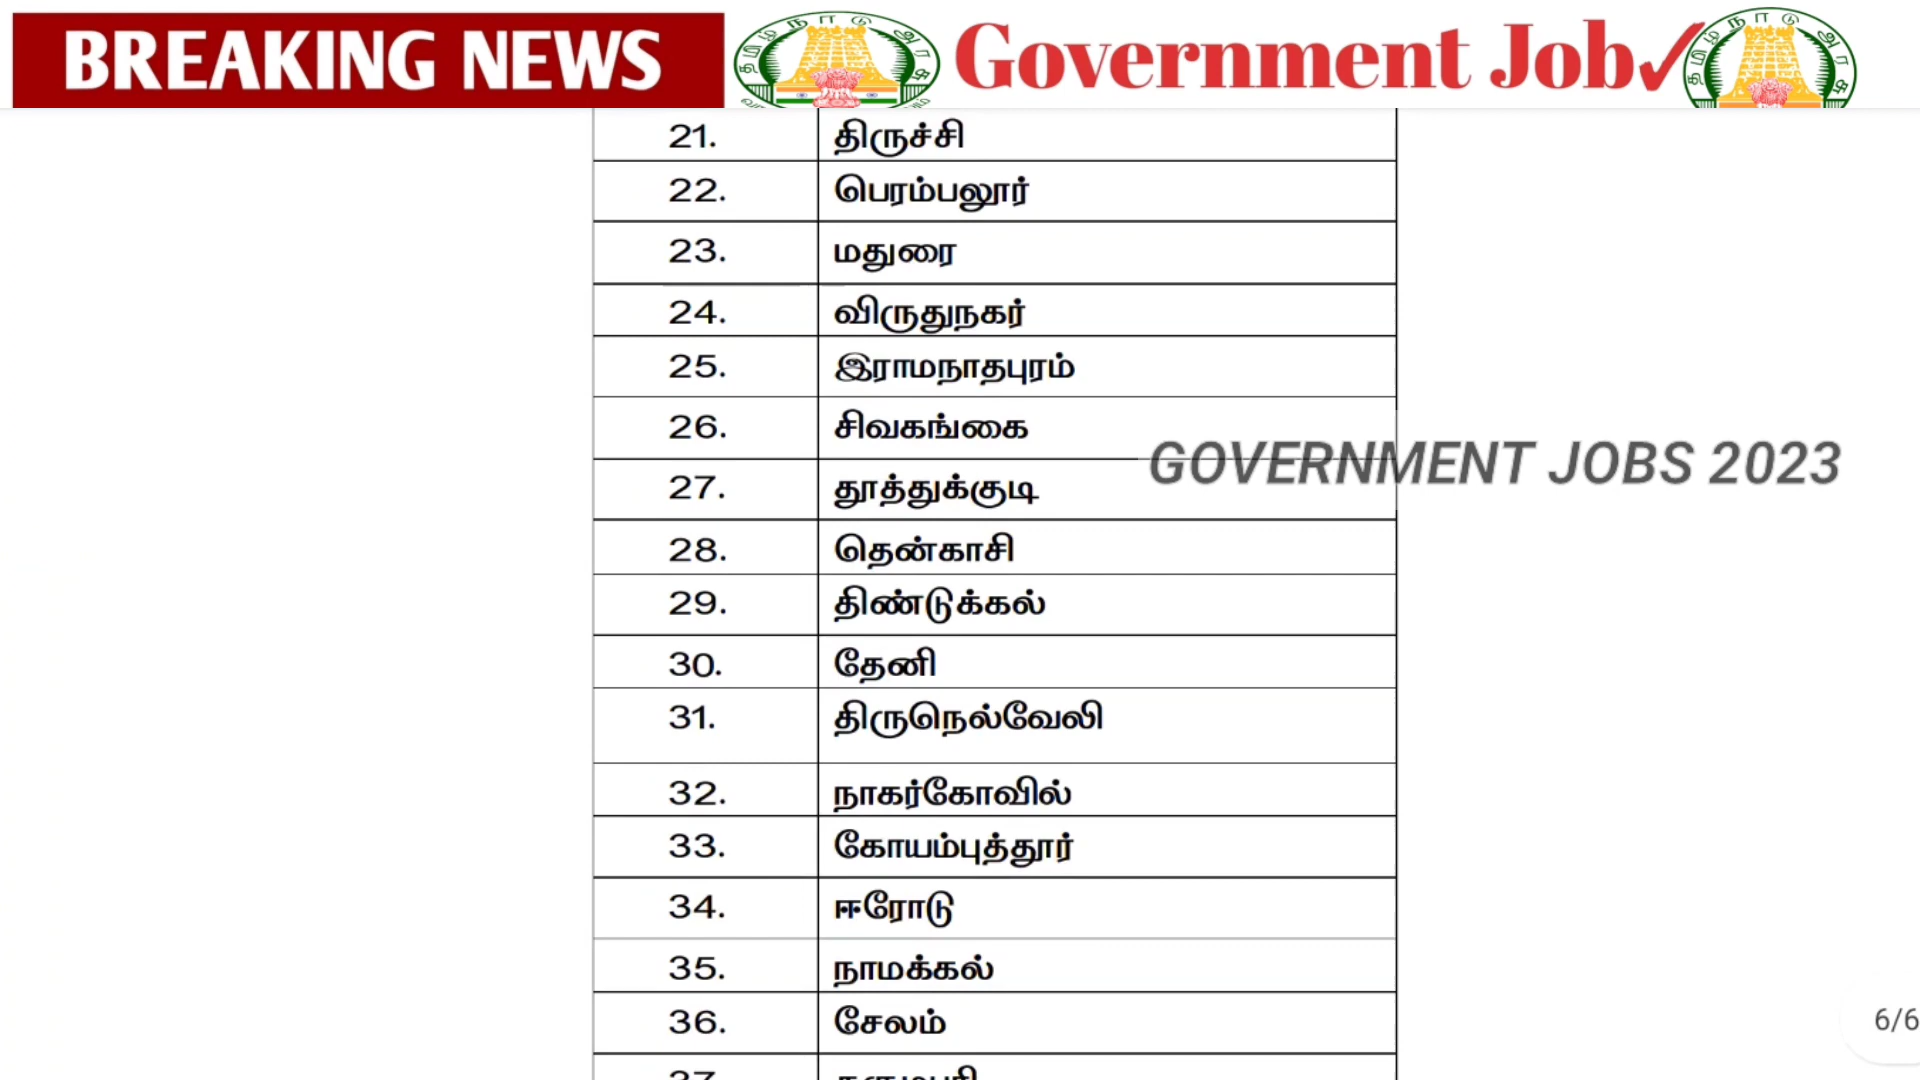 BREAKING NEWS
Government Job✓
21. திருச்சி
22. பெரம்பலூர்
23. மதுரை
24. விருதுநகர்
25. இராமநாதபுரம்
26. சிவகங்கை
GOVERNMENT JOBS 2023
27. தூத்துக்குடி
28. தென்காசி
29. திண்டுக்கல்
30. தேனி
31. திருநெல்வேலி
32. நாகர்கோவில்
33. கோயம்புத்தூர்
34. ஈரோடு
35. நாமக்கல்
36. சேலம்
6/6
37.